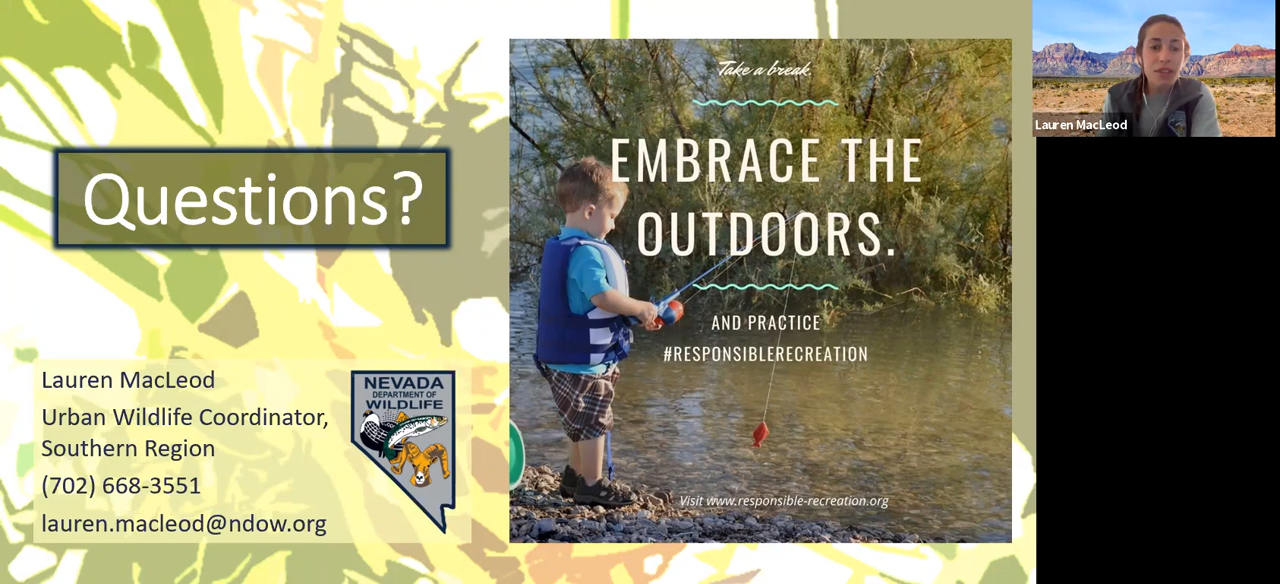 Questions?
Lauren MacLeod
Urban Wildlife Coordinator,
Southern Region
(702) 668-3551
lauren.macleod@ndow.org
NEVADA
DEPARTMENT OF
WILDLIFE
Take a break
EMBRACE THE
OUTDOORS.
AND PRACTICE
#RESPONSIBLERECREATION
Visit www.responsible-recreation.org
Lauren MacLeod